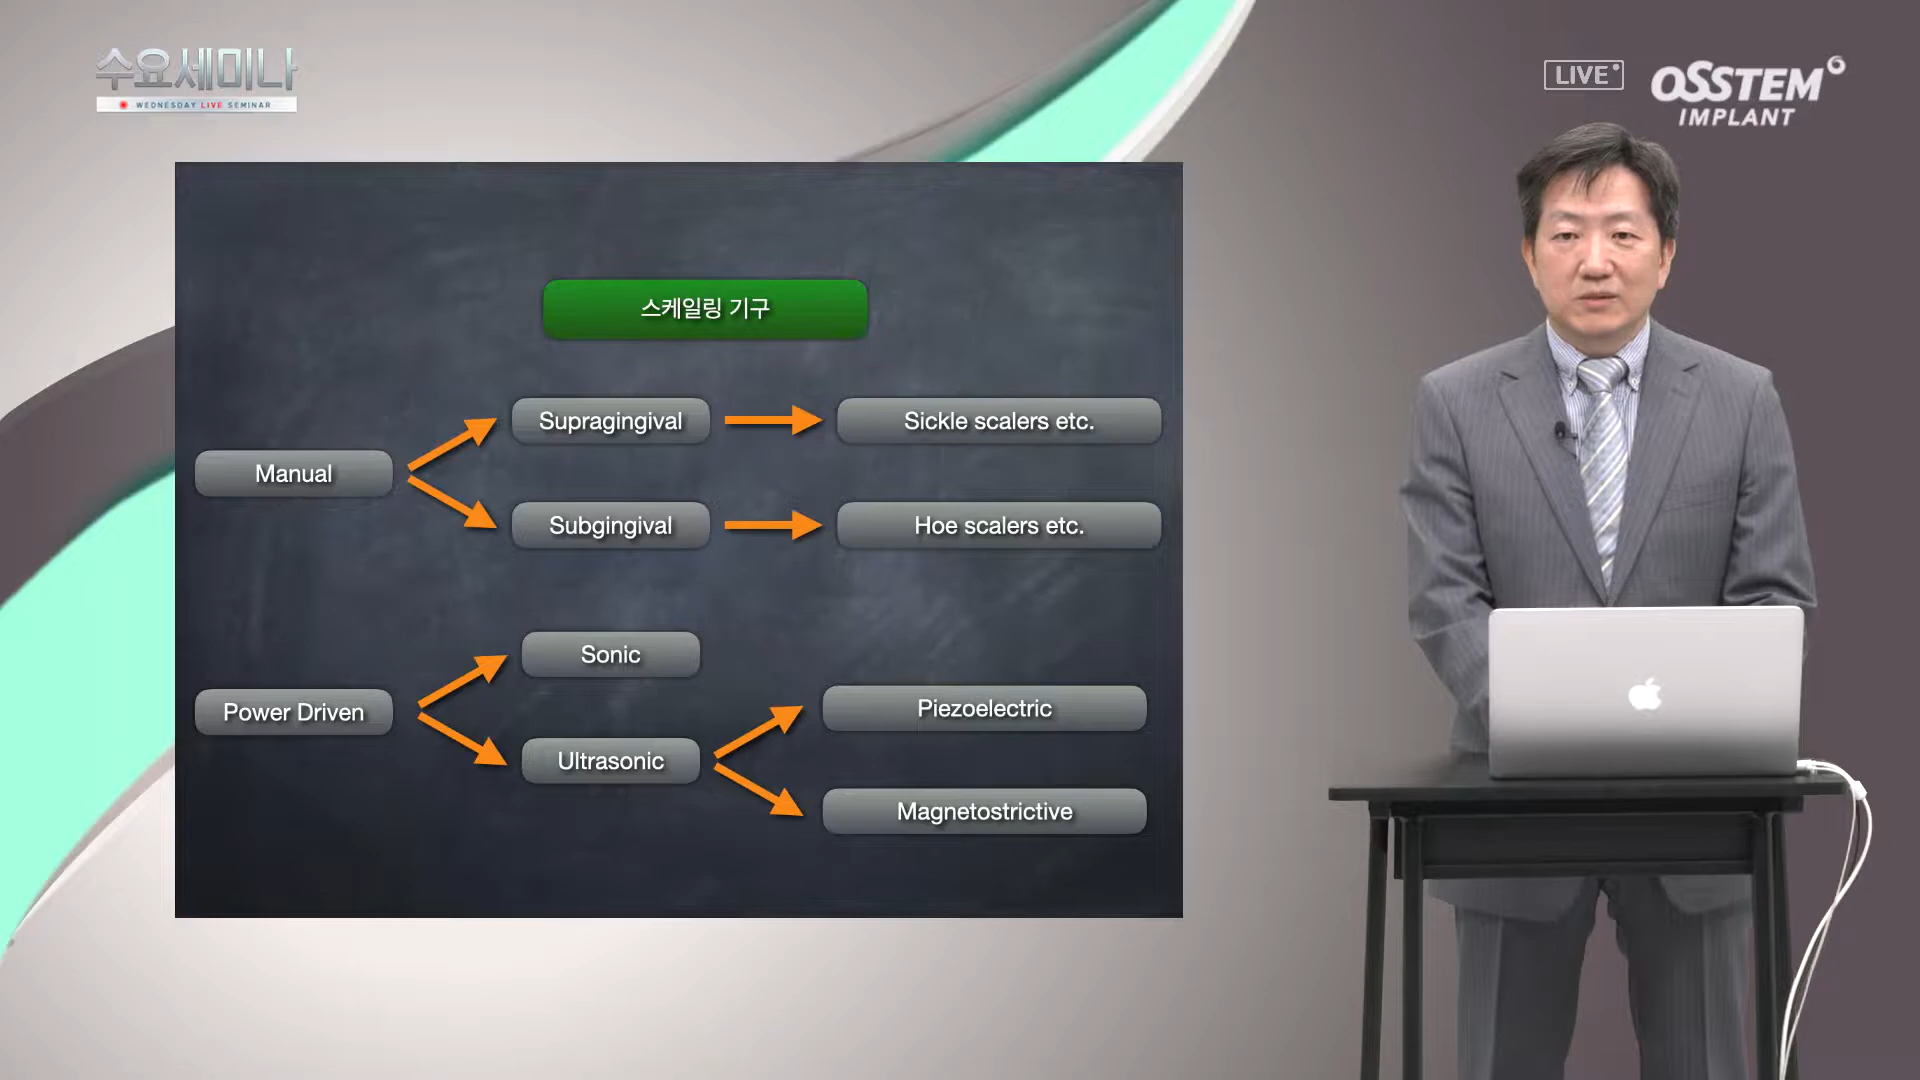 수요세미나
WEDNESDAY LIVE SEMINAR
LIVE
OSSTEM
IMPLANT
스케일링 기구
Manual
Supragingival
Sickle scalers etc.
Subgingival
Hoe scalers etc.
Power Driven
Sonic
Ultrasonic
Piezoelectric
Magnetostrictive